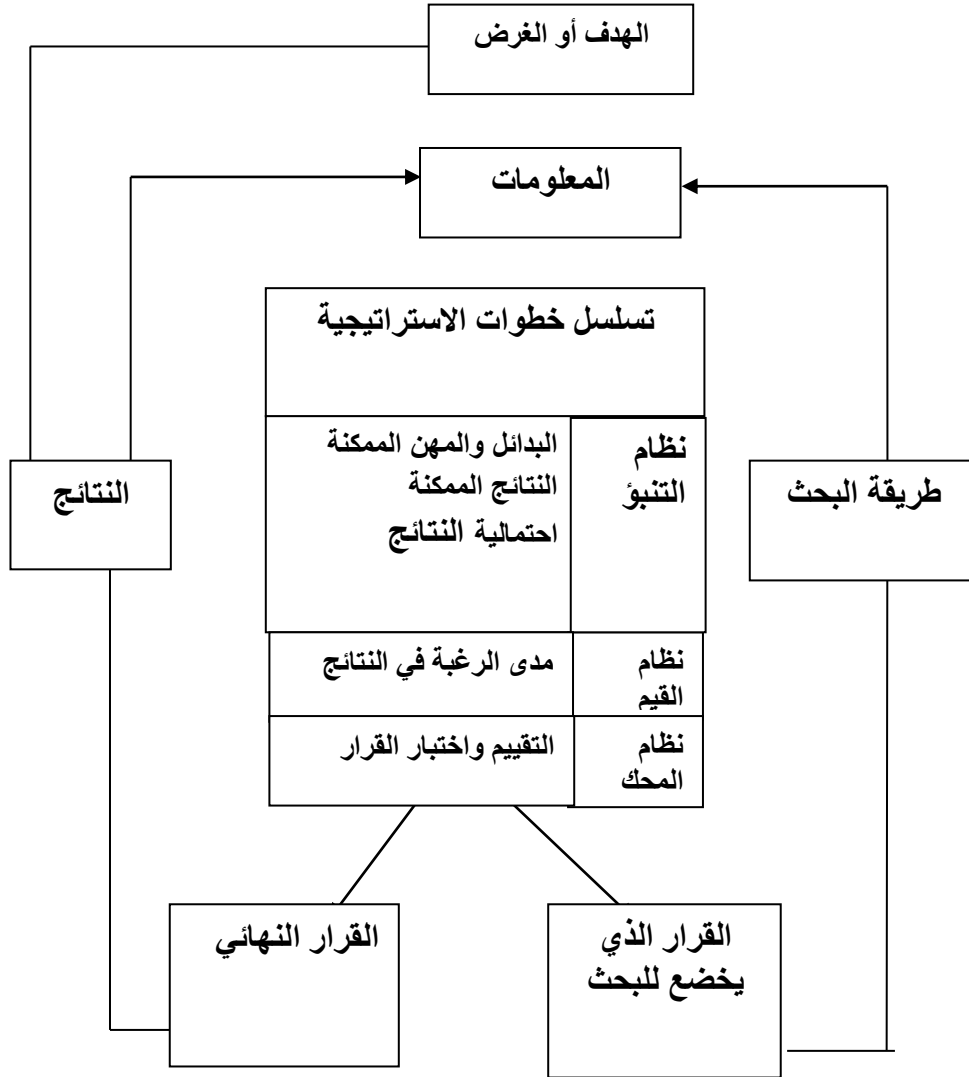 الهدف أو الغرض
المعلومات
تسلسل خطوات الاستراتيجية
نظام
التنبؤ
البدائل والمهن الممكنة
النتائج الممكنة
احتمالية النتائج
نظام
القيم
مدى الرغبة في النتائج
نظام
المحك
التقييم واختبار القرار
طريقة البحث
النتائج
القرار الذي
يخضع للبحث
القرار النهائي